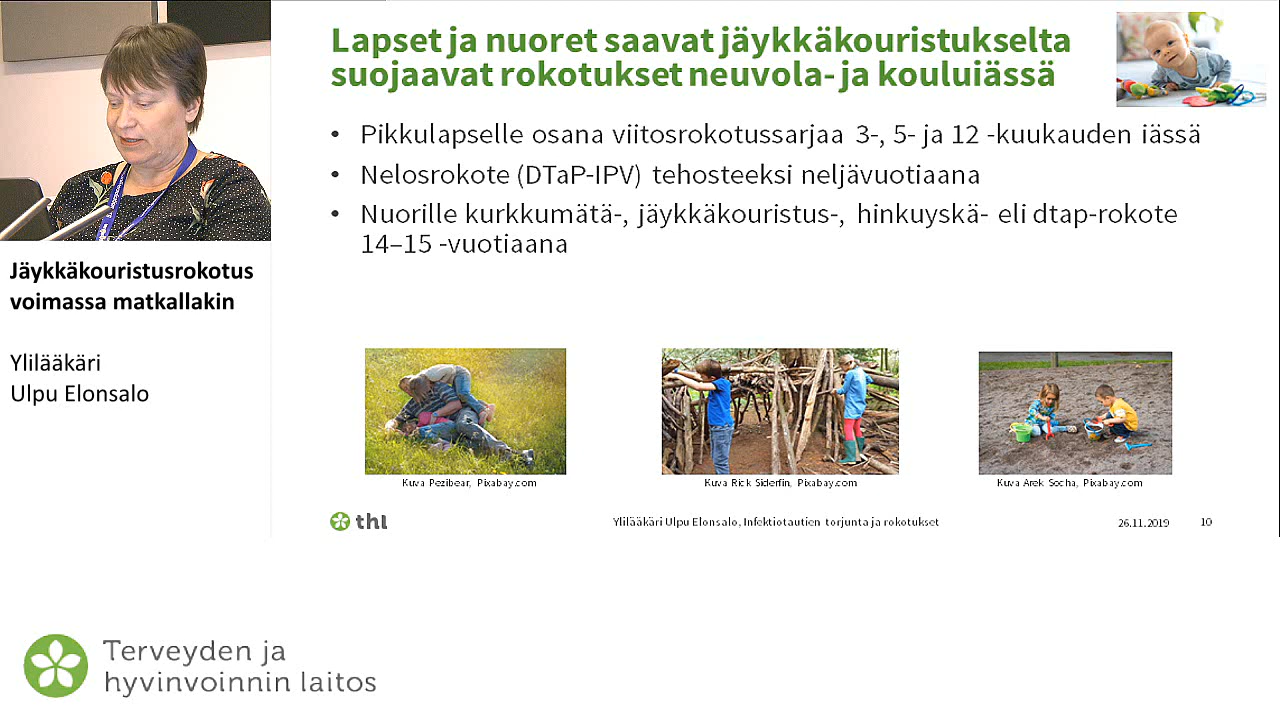 Lapset ja nuoret saavat jäykkäkouristukselta
suojaavat rokotukset neuvola- ja kouluiässä
• Pikkulapselle osana viitosrokotussarjaa 3-, 5- ja 12 -kuukauden iässä
• Nelosrokote (DTaP-IPV) tehosteeksi neljävuotiaana
• Nuorille kurkkumätä-, jäykkäkouristus-, hinkuyskä- eli dtap-rokote
14–15 -vuotiaana
Jäykkäkouristusrokotus
voimassa matkallakin
Ylilääkäri
Ulpu Elonsalo
Kuva Pezibear, Pixabay.com
Kuva Rick Siderfin, Pixabay.com
Kuva Arek Socha, Pixabay.com
thl
Ylilääkäri Ulpu Elonsalo, Infektiotautien torjunta ja rokotukset
26.11.2019
10
Terveyden ja
hyvinvoinnin laitos